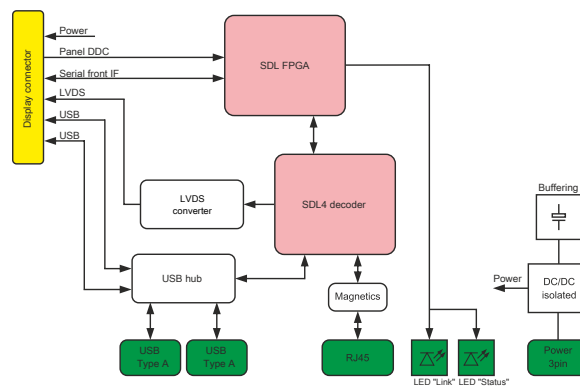 Display connector
Power
Panel DDC
Serial front IF
LVDS
USB
USB
SDL FPGA
SDL4 decoder
LVDS
converter
USB hub
Magnetics
USB
Type A
USB
Type A
RJ45
LED "Link"
LED "Status"
Buffering
Power
DC/DC
isolated
Power
3pin